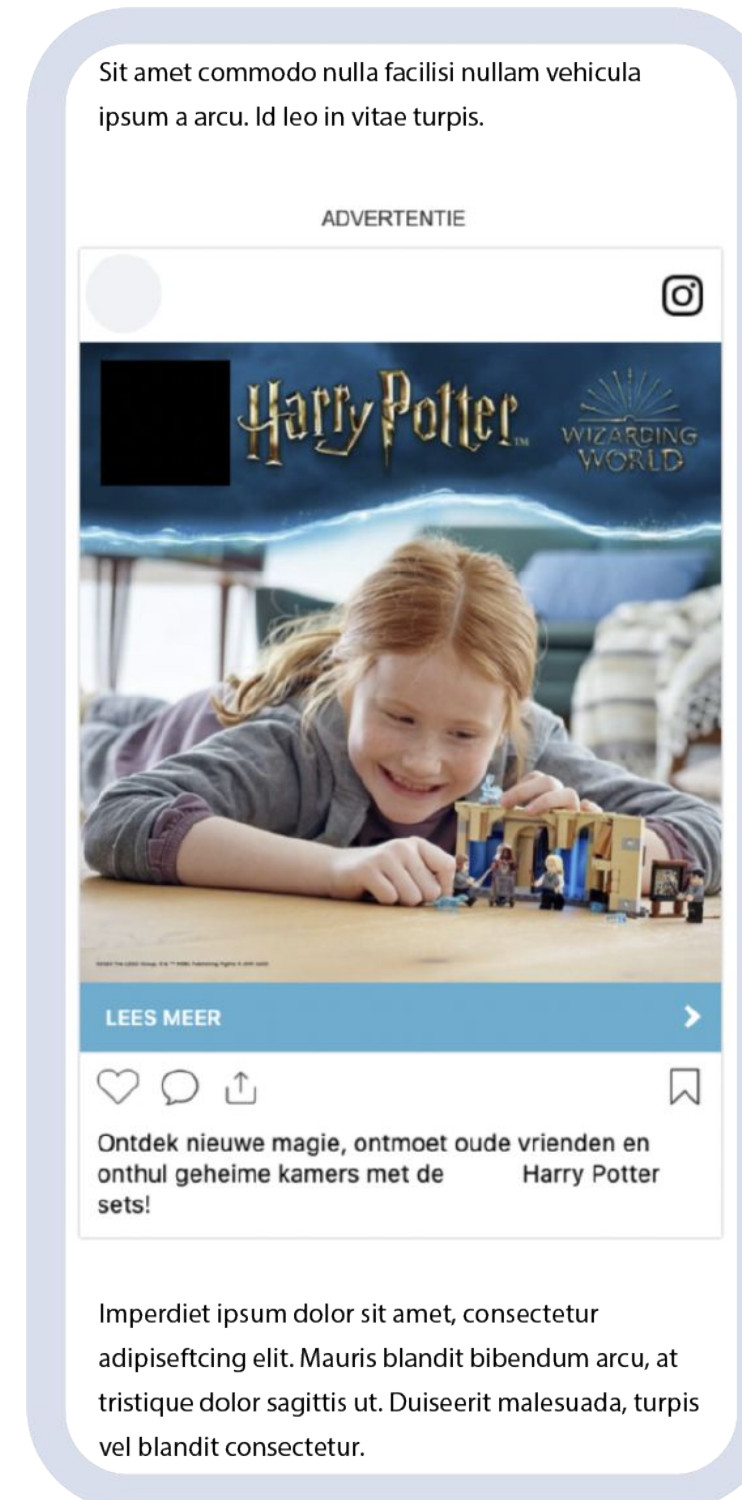 Sit amet commodo nulla facilisi nullam vehicula
ipsum a arcu. Id leo in vitae turpis.
ADVERTENTIE
Harry Potter ™
WIZARDING
WORLD
LEES MEER
Ontdek nieuwe magie, ontmoet oude vrienden en
onthul geheime kamers met de Harry Potter
sets!
Imperdiet ipsum dolor sit amet, consectetur
adipiseftcing elit. Mauris blandit bibendum arcu, at
tristique dolor sagittis ut. Duiseerit malesuada, turpis
vel blandit consectetur.